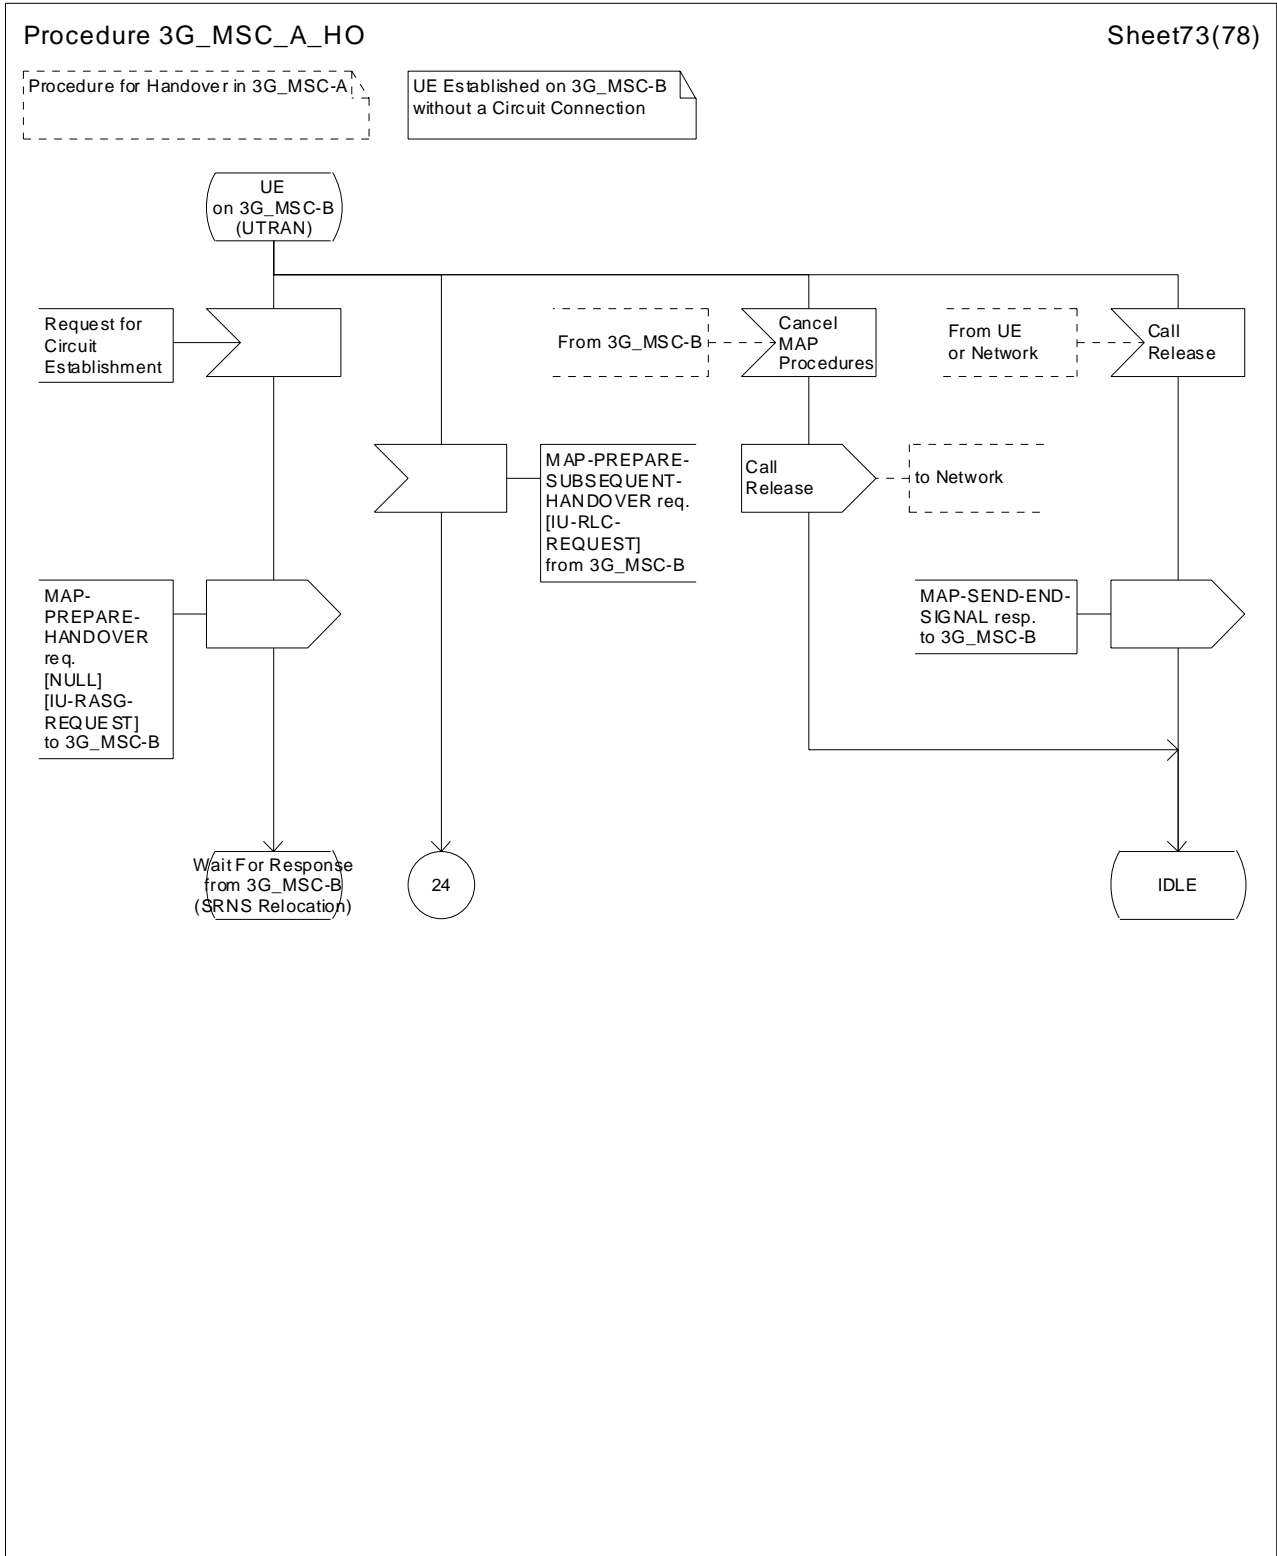 Procedure 3G_MSC_A_HO
Sheet73(78)
Procedure for Handover in 3G_MSC-A
UE Established on 3G_MSC-B
without a Circuit Connection
UE
on 3G_MSC-B
(UTRAN)
Request for
Circuit
Establishment
From 3G_MSC-B
Cancel
MAP
Procedures
From UE
or Network
Call
Release
MAP-PREPARE-
SUBSEQUENT-
HANDOVER req.
[IU-RLC-
REQUEST]
from 3G_MSC-B
Call
Release
to Network
MAP-
PREPARE-
HANDOVER
req.
[NULL]
[IU-RASG-
REQUEST]
to 3G_MSC-B
MAP-SEND-END-
SIGNAL resp.
to 3G_MSC-B
Wait For Response
from 3G_MSC-B
(SRNS Relocation)
24
IDLE